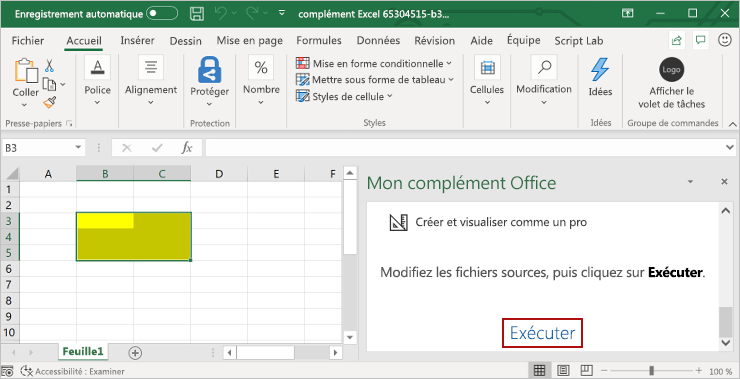 Enregistrement automatique
complément Excel 65304515-b3...
Fichier Accueil Insérer Dessin Mise en page Formules Données Révision Affichage Aide Équipe Script Lab
Coller
Police
Alignement
Protéger
%
Nombre
Mise en forme conditionnelle
Mettre sous forme de tableau
Styles de cellule
Cellules
Modification
Idées
Logo
Afficher le
volet de tâches
Presse-papiers
Protection
Styles
Idées
Groupe de commandes
B3
fx
A B C D E F
Mon complément Office
1
2
3
4
5
6
7
8
9
10
Créer et visualiser comme un pro
Modifiez les fichiers sources, puis cliquez sur Exécuter.
Exécuter
Feuille1
Accessibilité : Examiner
100 %